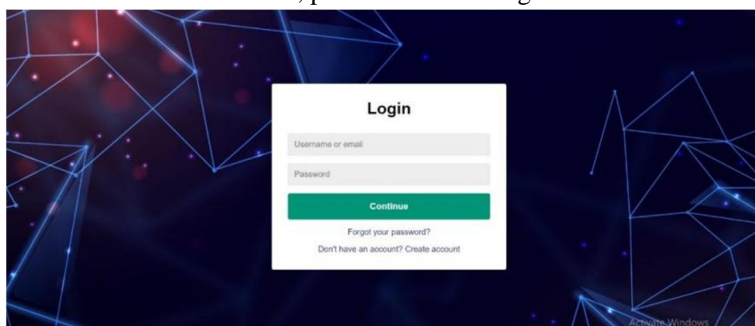 Login
Username or email
Password
Continue
Forgot your password?
Don't have an account? Create account
Activate Windows